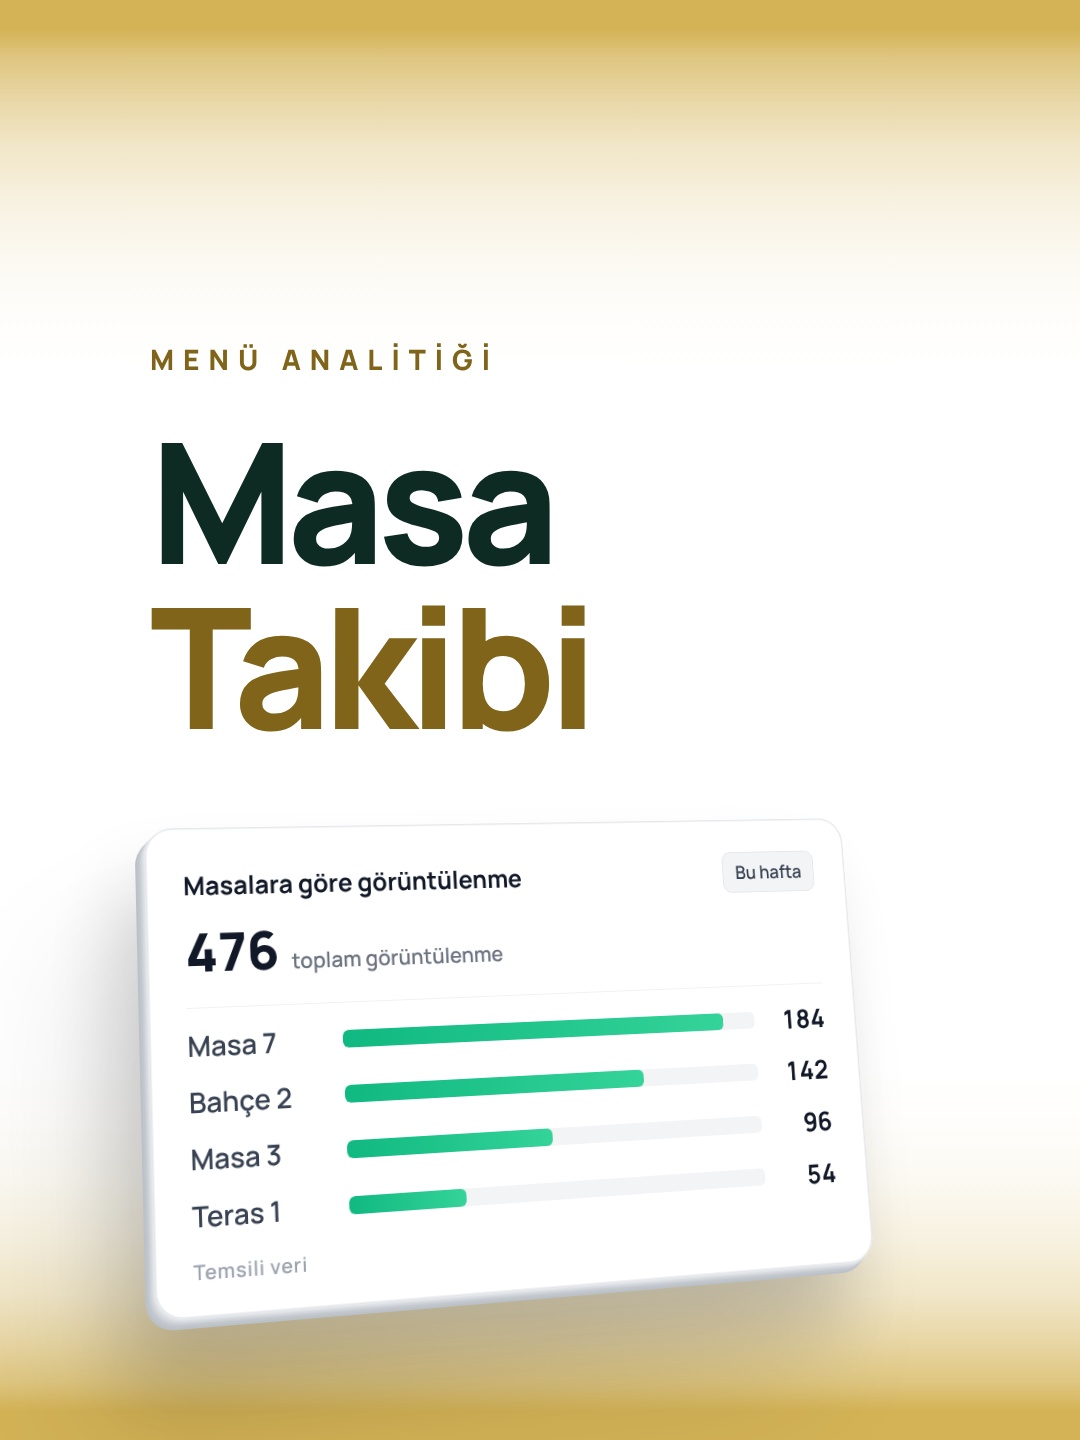 MENÜ ANALİTİĞİ
Masa
Takibi
Masalara göre görüntülenme
Bu hafta
476 toplam görüntülenme
Masa 7 184
Bahçe 2 142
Masa 3 96
Teras 1 54
Temsili veri